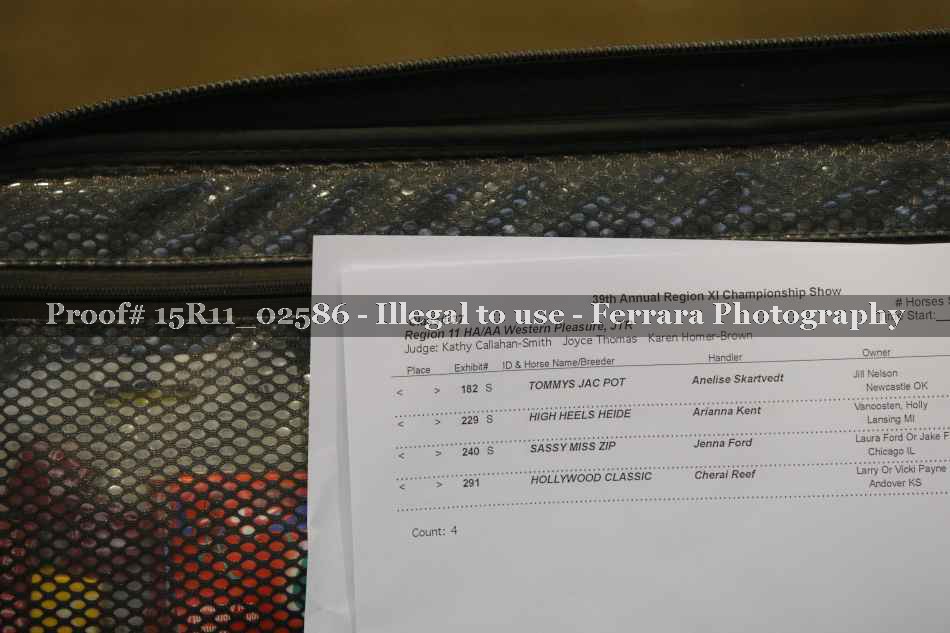 39th Annual Region XI Championship Show
# Horses
Region 11 HA/AA Western Pleasure, JTR
Start:
Judge: Kathy Callahan-Smith Joyce Thomas Karen Homer-Brown
Place Exhibit# ID & Horse Name/Breeder Handler Owner
< > 182 S TOMMYS JAC POT Anelise Skartvedt Jill Nelson
Newcastle OK
< > 229 S HIGH HEELS HEIDE Arianna Kent Vanoosten, Holly
Lansing MI
< > 240 S SASSY MISS ZIP Jenna Ford Laura Ford Or Jake F
Chicago IL
< > 291 HOLLYWOOD CLASSIC Cheral Reef Larry Or Vicki Payne
Andover KS
Count: 4
Proof# 15R11_02586 - Illegal to use - Ferrara Photography